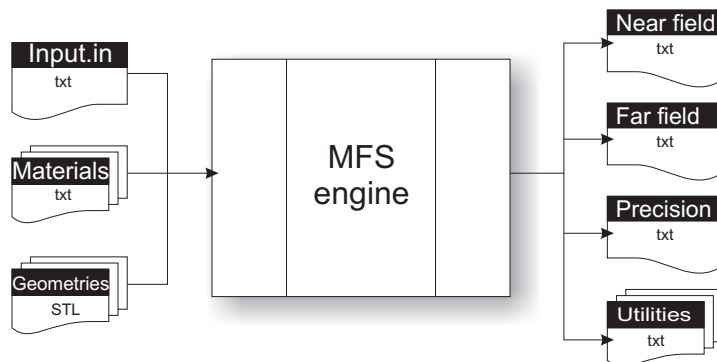 Input.in
txt
Materials
txt
Geometries
STL
MFS
engine
Near field
txt
Far field
txt
Precision
txt
Utilities
txt